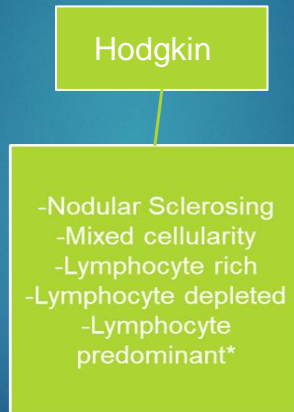 Hodgkin
-Nodular Sclerosing
-Mixed cellularity
-Lymphocyte rich
-Lymphocyte depleted
-Lymphocyte
predominant*